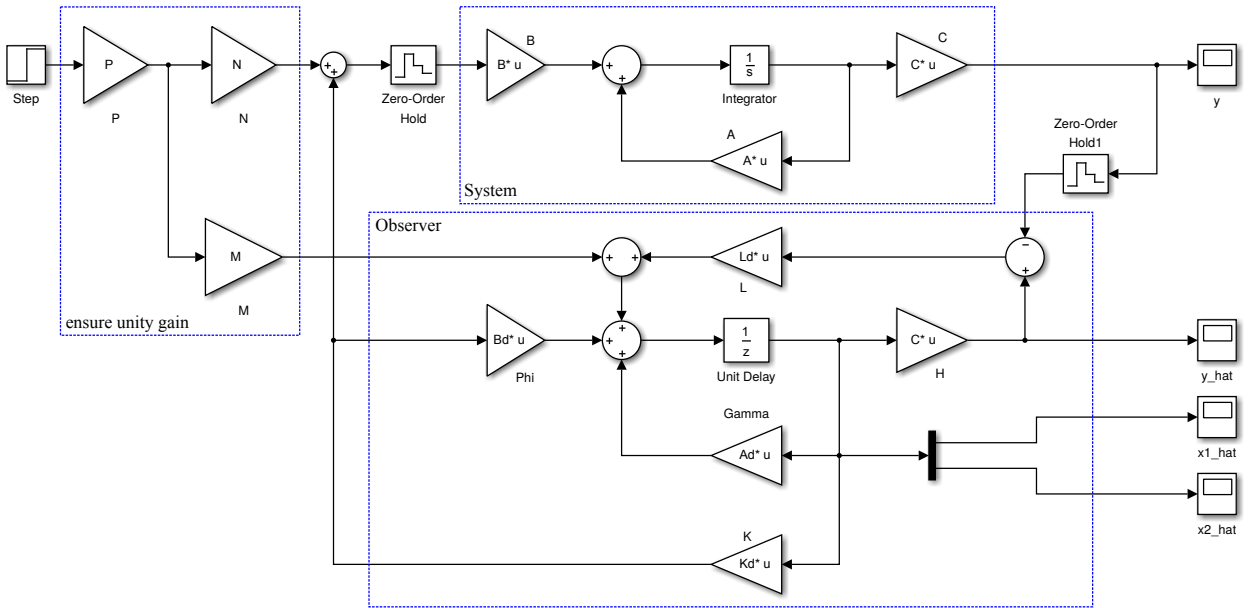 Step
P
P
N
N
+
+
+
Zero-Order
Hold
B
B* u
+
+
1
s
Integrator
C
C* u
y
A
A* u
System
Zero-Order
Hold1
Observer
M
M
ensure unity gain
+
+
Ld* u
L
−
+
Bd* u
Phi
+
+
+
1
z
Unit Delay
C* u
H
y_hat
Gamma
Ad* u
x1_hat
x2_hat
K
Kd* u